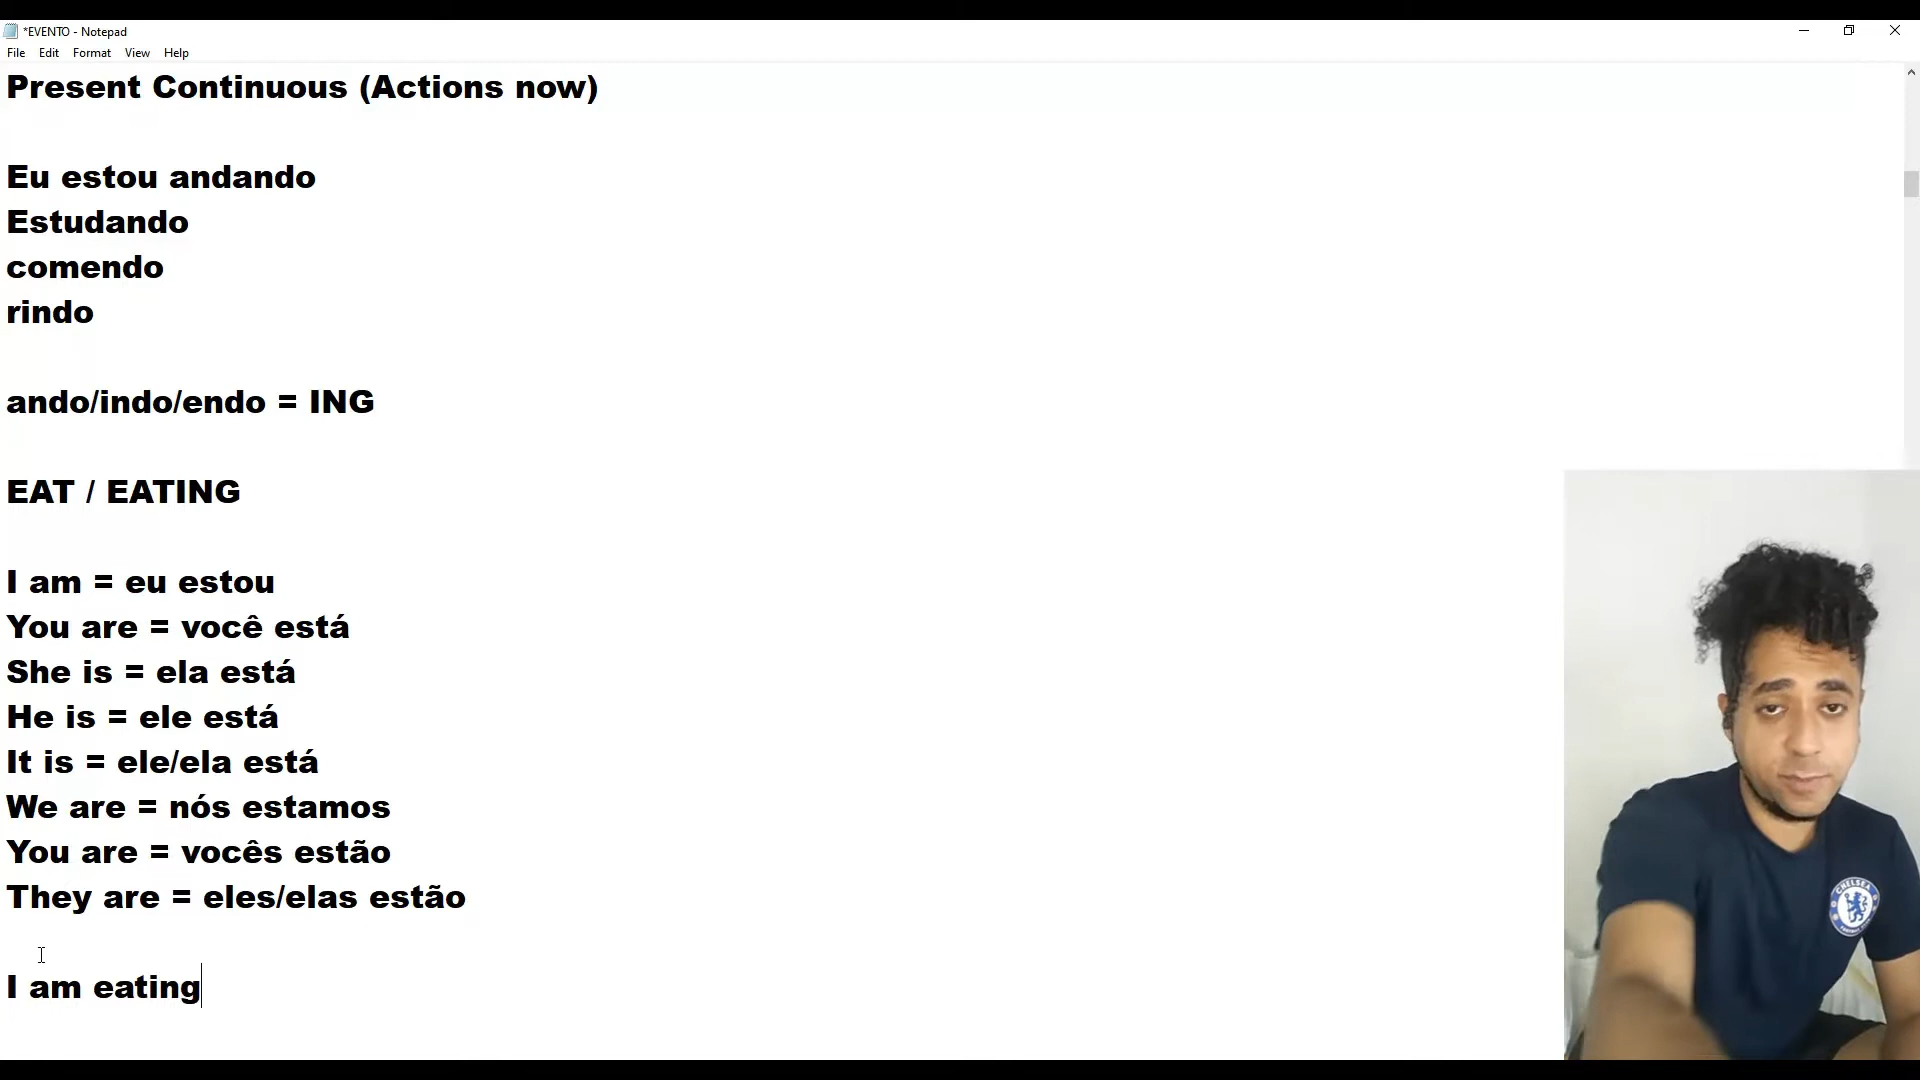 *EVENTO - Notepad
File Edit Format View Help
Present Continuous (Actions now)
Eu estou andando
Estudando
comendo
rindo
ando/indo/endo = ING
EAT / EATING
I am = eu estou
You are = você está
She is = ela está
He is = ele está
It is = ele/ela está
We are = nós estamos
You are = vocês estão
They are = eles/elas estão
I am eating
CHELSEA